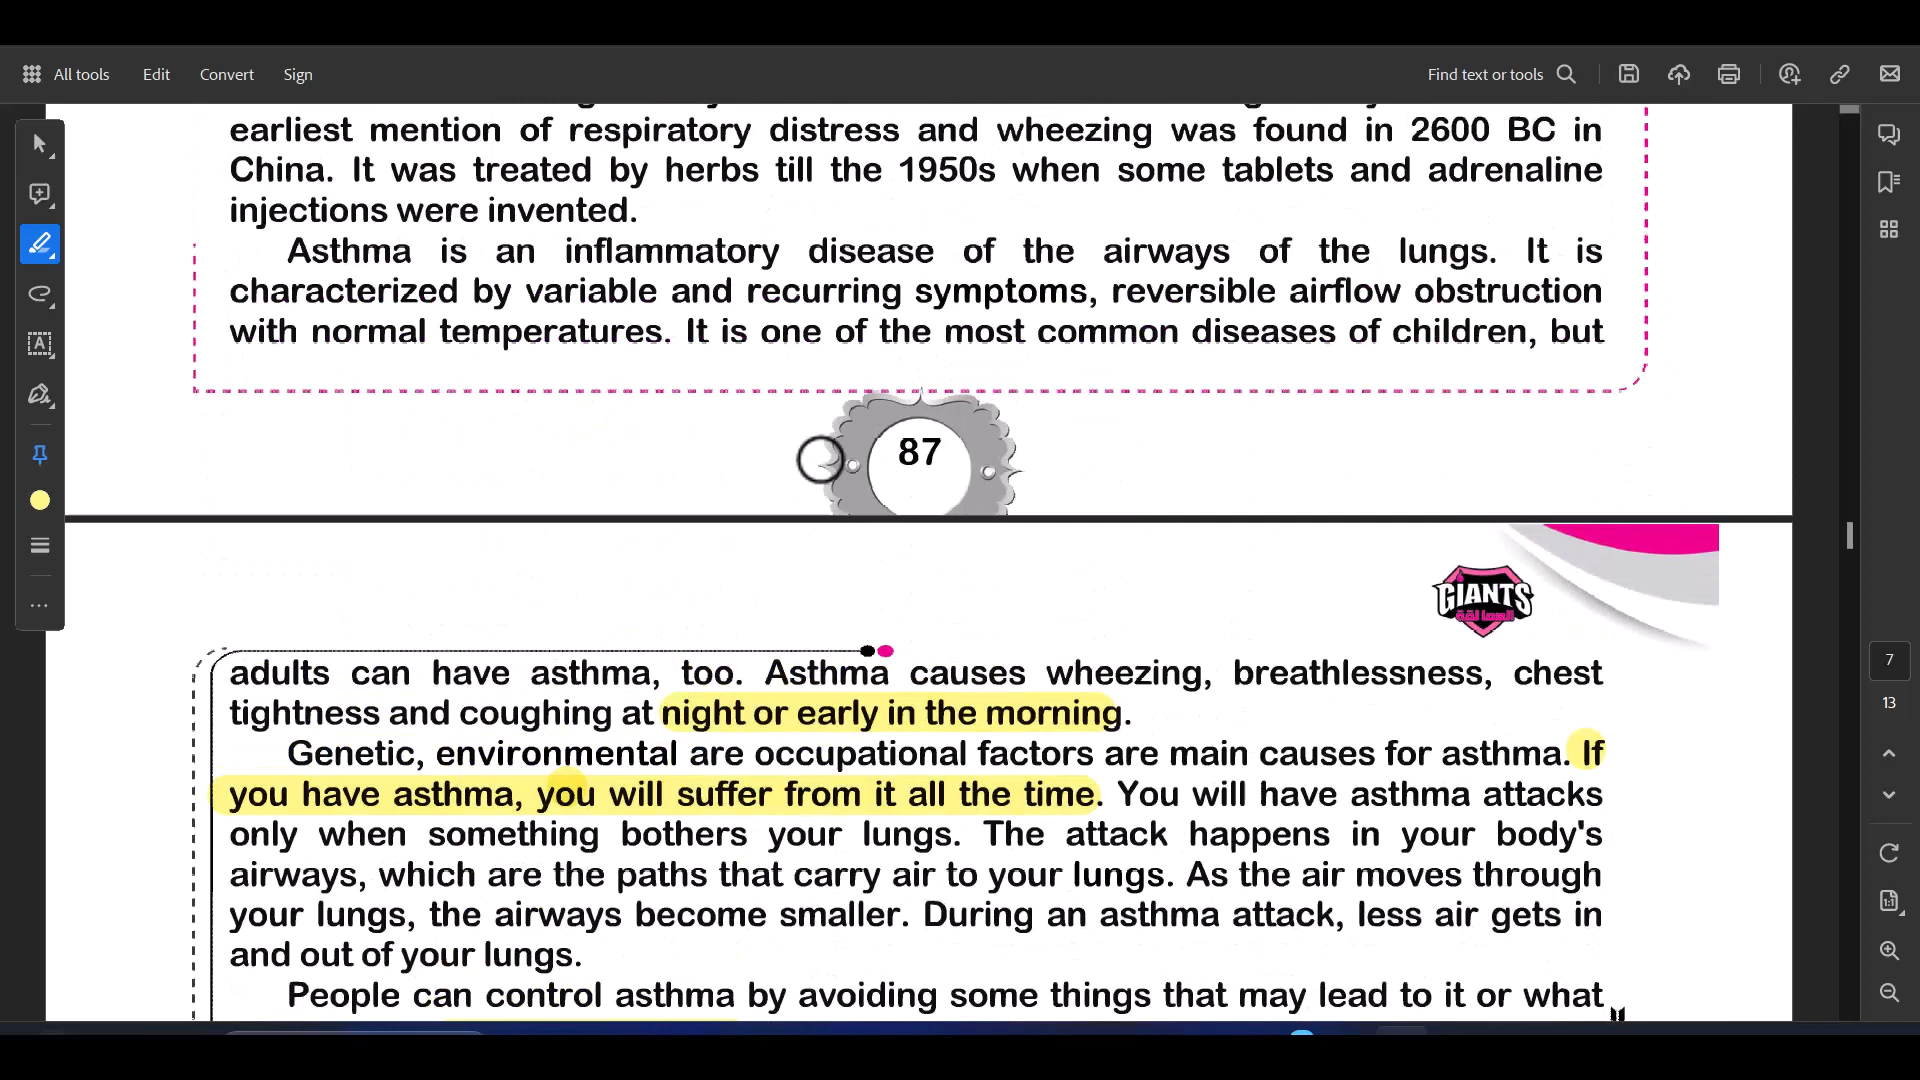 All tools Edit Convert Sign Find text or tools
earliest mention of respiratory distress and wheezing was found in 2600 BC in
China. It was treated by herbs till the 1950s when some tablets and adrenaline
injections were invented.
Asthma is an inflammatory disease of the airways of the lungs. It is
characterized by variable and recurring symptoms, reversible airflow obstruction
with normal temperatures. It is one of the most common diseases of children, but
87
GIANTS
العمالقة
adults can have asthma, too. Asthma causes wheezing, breathlessness, chest
tightness and coughing at night or early in the morning.
Genetic, environmental are occupational factors are main causes for asthma. If
you have asthma, you will suffer from it all the time. You will have asthma attacks
only when something bothers your lungs. The attack happens in your body's
airways, which are the paths that carry air to your lungs. As the air moves through
your lungs, the airways become smaller. During an asthma attack, less air gets in
and out of your lungs.
People can control asthma by avoiding some things that may lead to it or what
7
13